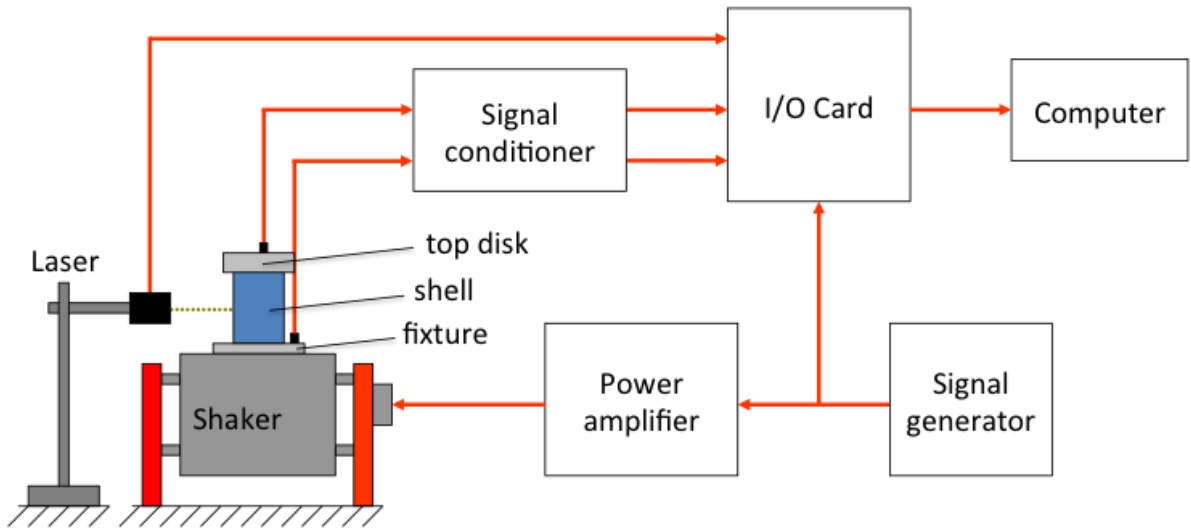 Signal
conditioner
I/O Card
Computer
Laser
top disk
shell
fixture
Shaker
Power
amplifier
Signal
generator